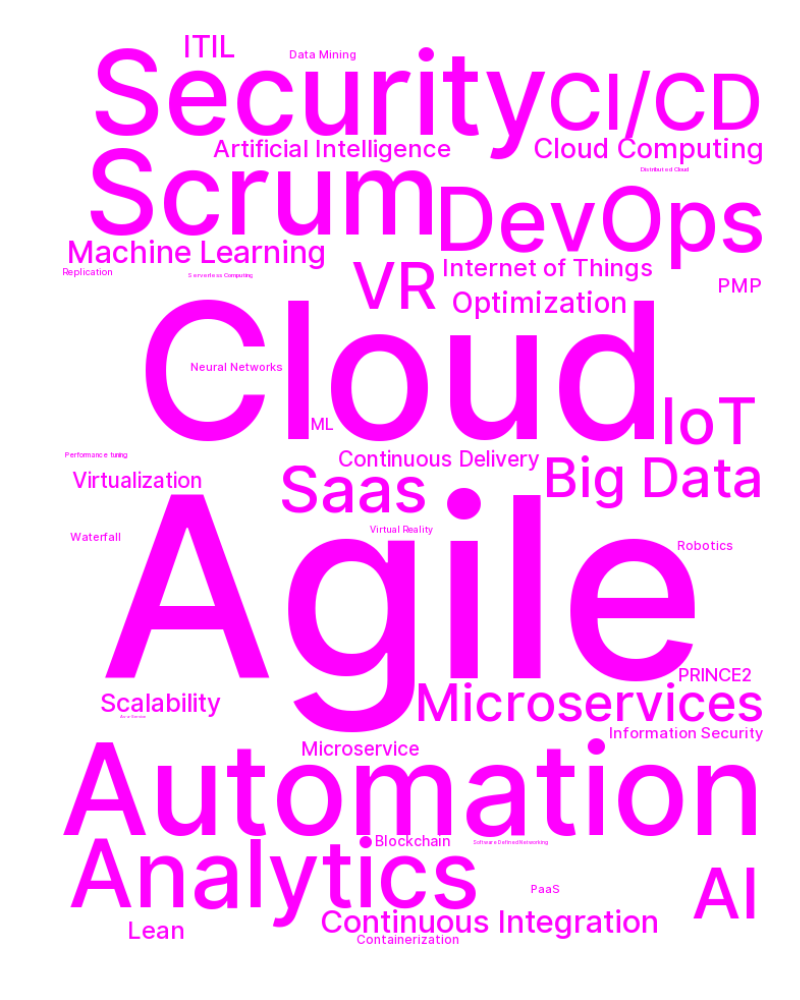 ITIL
Data Mining
Security
CI/CD
Artificial Intelligence
Cloud Computing
Scrum
Distributed Cloud
DevOps
Machine Learning
Internet of Things
Replication
Serverless Computing
VR
PMP
Optimization
Cloud
Neural Networks
IoT
ML
Performance tuning
Continuous Delivery
Virtualization
Saas
Big Data
Agile
Virtual Reality
Waterfall
Robotics
PRINCE2
Scalability
Microservices
Information Security
Microservice
Automation
Blockchain
Software Defined Networking
Analytics
PaaS
AI
Continuous Integration
Lean
Containerization